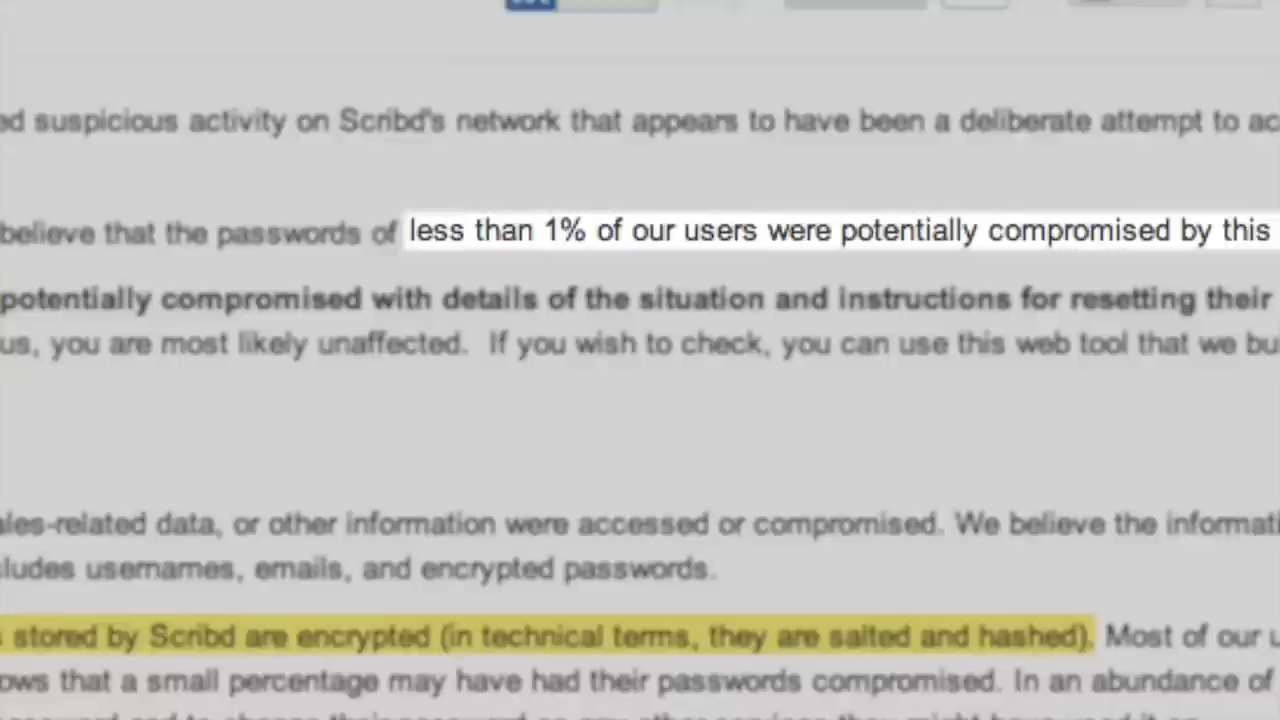 ed suspicious activity on Scribd's network that appears to have been a deliberate attempt to ac
believe that the passwords of less than 1% of our users were potentially compromised by this
potentially compromised with details of the situation and instructions for resetting their
us, you are most likely unaffected. If you wish to check, you can use this web tool that we bu
ales-related data, or other information were accessed or compromised. We believe the informati
cludes usernames, emails, and encrypted passwords.
s stored by Scribd are encrypted (in technical terms, they are salted and hashed). Most of our u
ows that a small percentage may have had their passwords compromised. In an abundance of